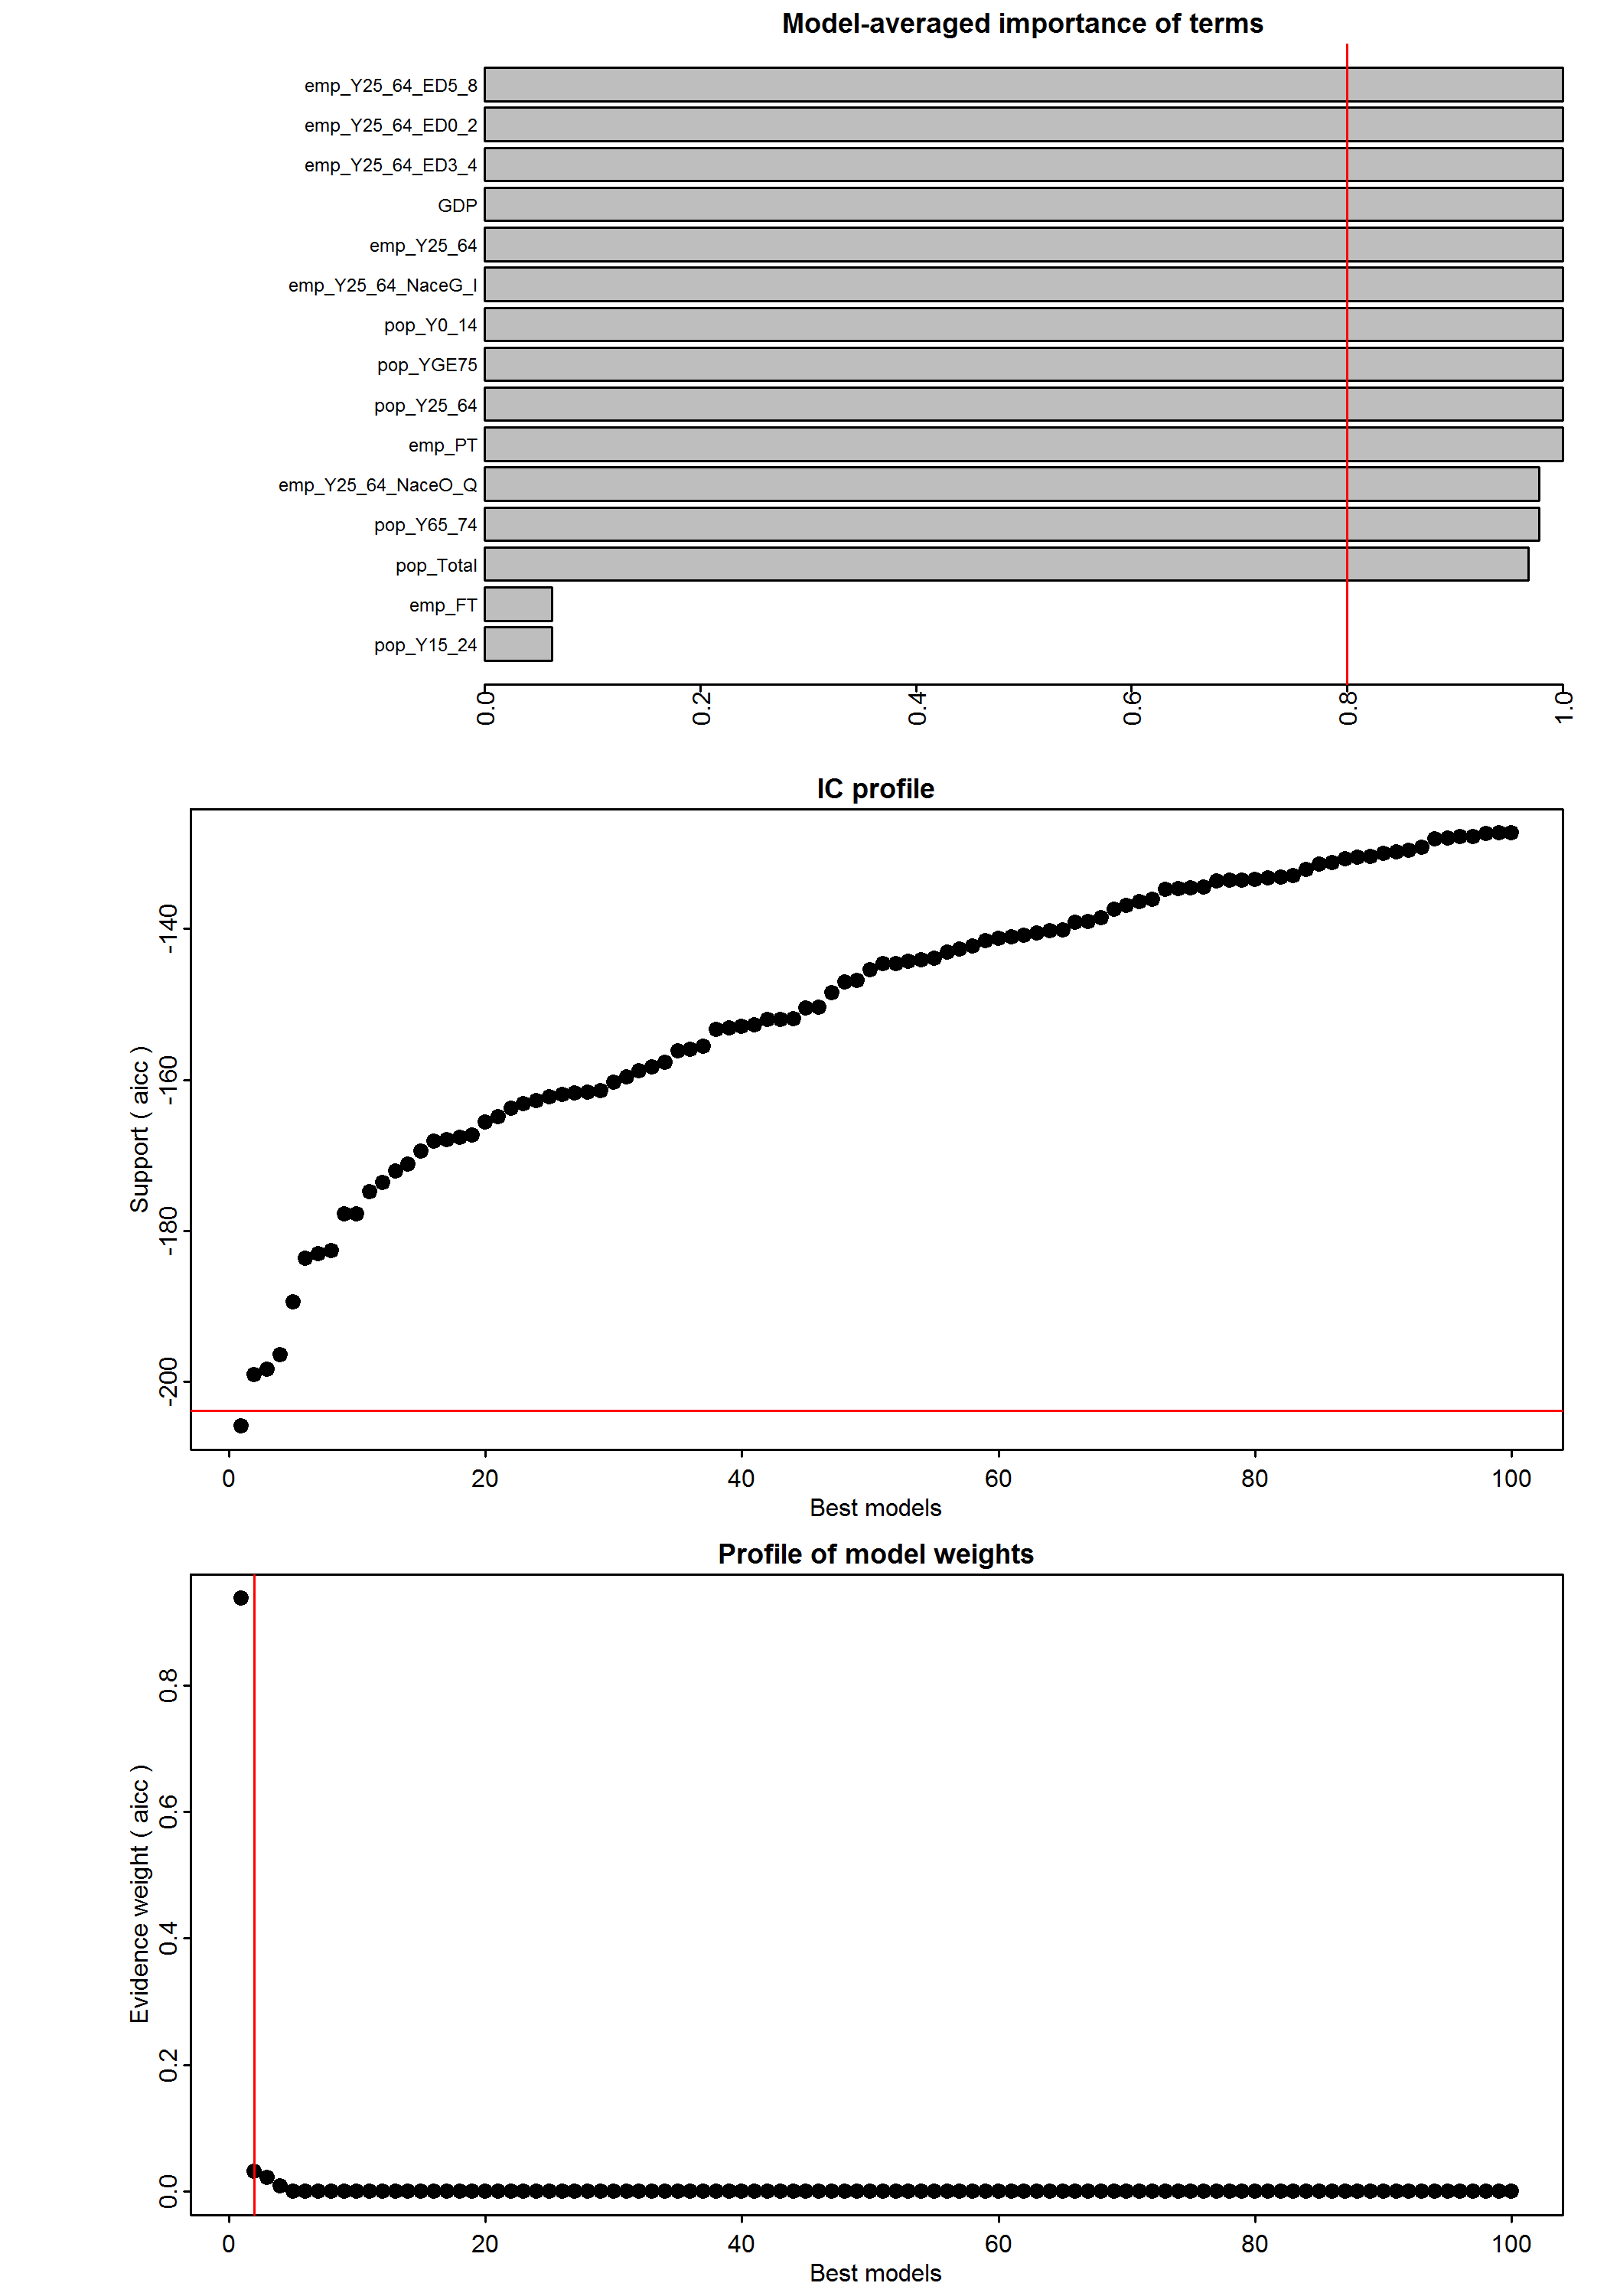 Model-averaged importance of terms
emp_Y25_64_ED5_8
emp_Y25_64_ED0_2
emp_Y25_64_ED3_4
GDP
emp_Y25_64
emp_Y25_64_NaceG_I
pop_Y0_14
pop_YGE75
pop_Y25_64
emp_PT
emp_Y25_64_NaceO_Q
pop_Y65_74
pop_Total
emp_FT
pop_Y15_24
0.0 0.2 0.4 0.6 0.8 1.0
IC profile
Support ( aicc )
-140
-160
-180
-200
0 20 40 60 80 100
Best models
Profile of model weights
Evidence weight ( aicc )
0.8
0.6
0.4
0.2
0.0
0 20 40 60 80 100
Best models